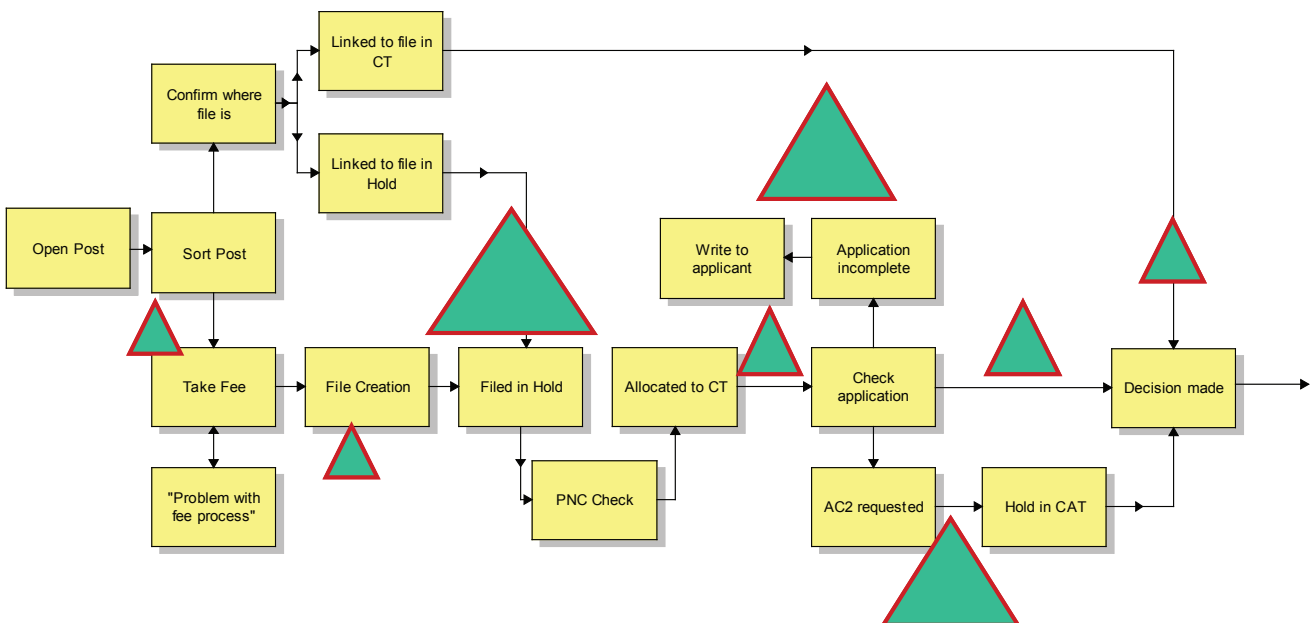 Linked to file in
CT
Confirm where
file is
Linked to file in
Hold
Open Post
Sort Post
Write to
applicant
Application
incomplete
Take Fee
File Creation
Filed in Hold
Allocated to CT
Check
application
Decision made
"Problem with
fee process"
PNC Check
AC2 requested
Hold in CAT